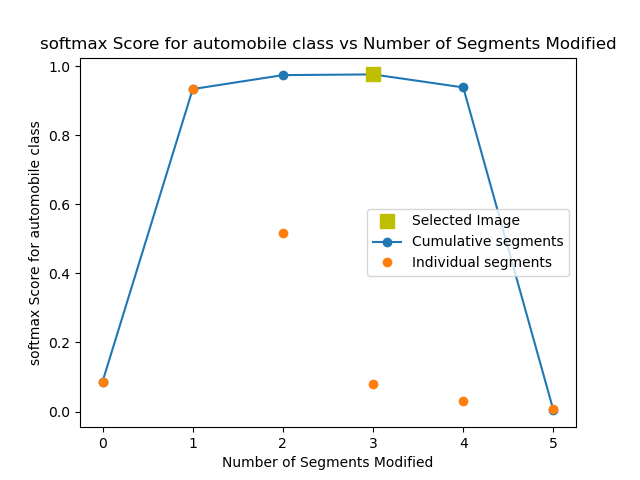 softmax Score for automobile class vs Number of Segments Modified
softmax Score for automobile class
1.0
0.8
0.6
0.4
0.2
0.0
Selected Image
Cumulative segments
Individual segments
0 1 2 3 4 5
Number of Segments Modified